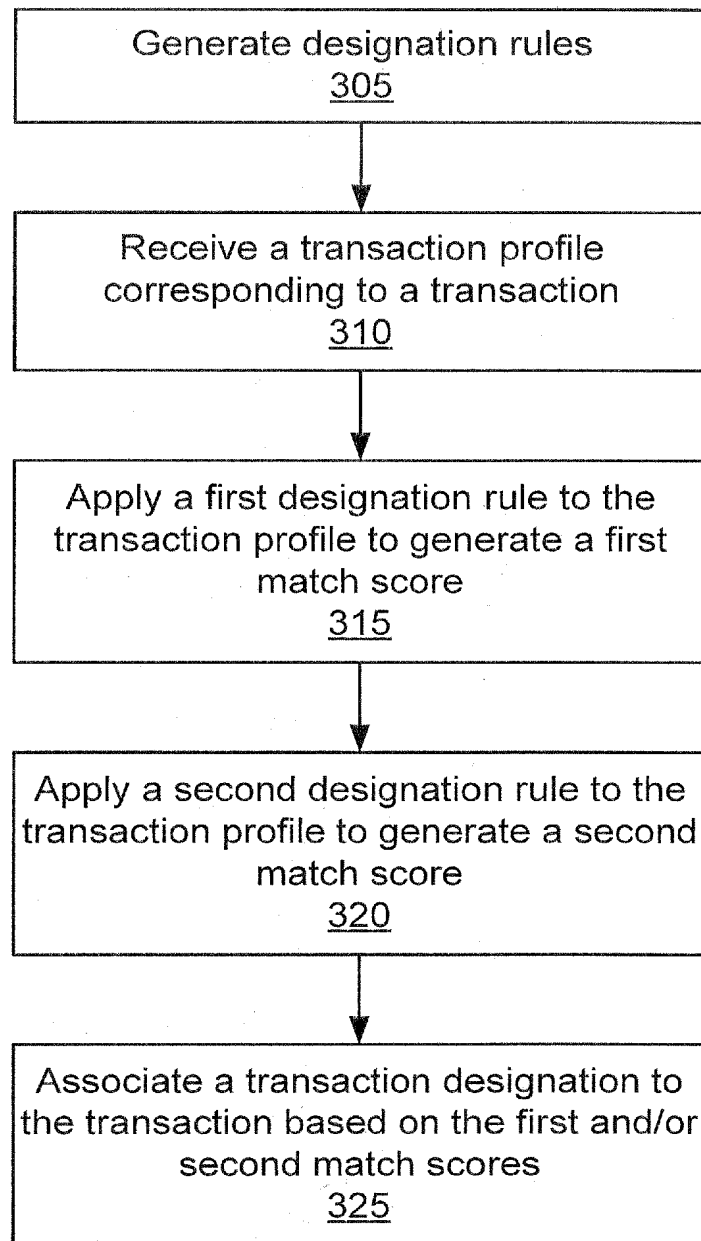 Generate designation rules
305
Receive a transaction profile
corresponding to a transaction
310
Apply a first designation rule to the
transaction profile to generate a first
match score
315
Apply a second designation rule to the
transaction profile to generate a second
match score
320
Associate a transaction designation to
the transaction based on the first and/or
second match scores
325